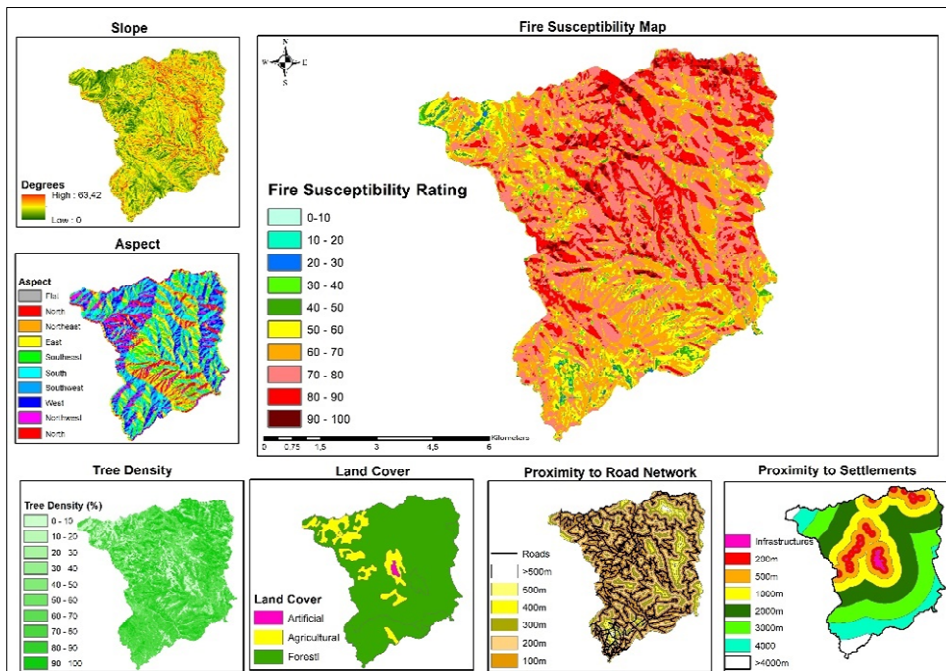 Slope
Degrees
High : 63,42
Low : 0
Aspect
Aspect
Flat
North
Northeast
East
Southeast
South
Southwest
West
Northwest
North
Fire Susceptibility Map
N
W E
S
Fire Susceptibility Rating
0-10
10 - 20
20 - 30
30 - 40
40 - 50
50 - 60
60 - 70
70 - 80
80 - 90
90 - 100
Kilometers
0 0,75 1,5 3 4,5 6
Tree Density
Tree Density (%)
0 - 10
10 - 20
20 30
30 40
40 - 50
50 - 60
60 - 70
70 - 80
80 - 90
90 100
Land Cover
Land Cover
Artificial
Agricultural
Proximity to Road Network
Roads
>500m
500m
400m
300m
200m
100m
Proximity to Settlements
Infrastructures
200m
500m
1000m
2000m
3000m
4000
>4000m